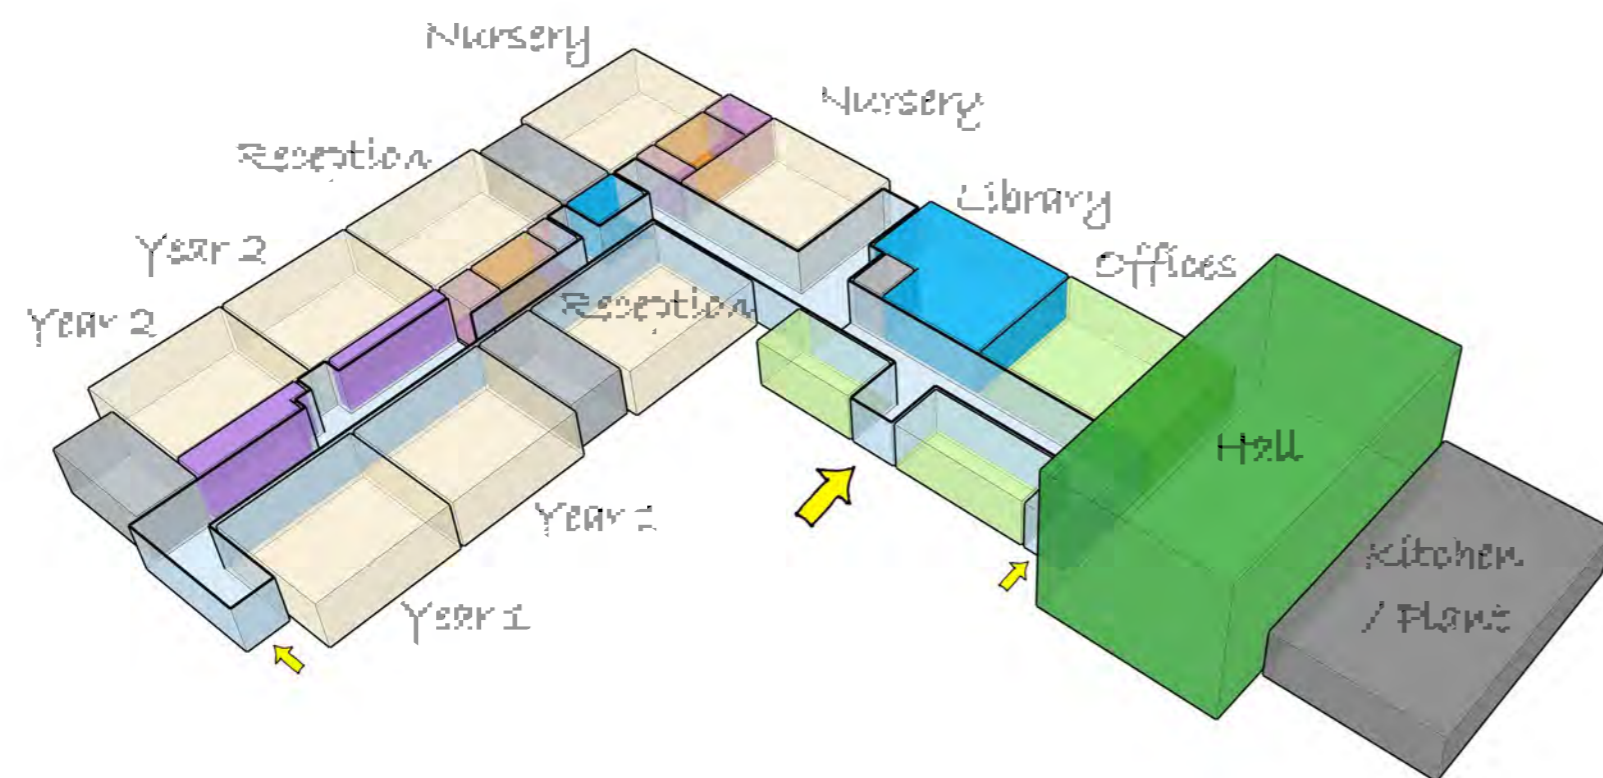 Nursery
Nursery
Reception
Library
Year 2
Offices
Reception
Year 2
Hall
Year 1
Kitchen
/ Plant
Year 1